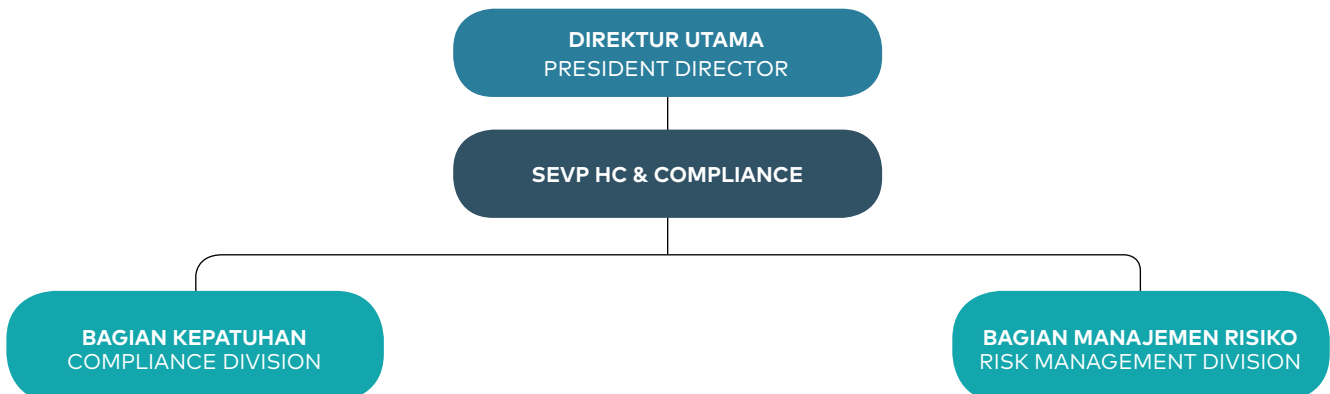 DIREKTUR UTAMA
PRESIDENT DIRECTOR
SEVP HC & COMPLIANCE
BAGIAN KEPATUHAN
COMPLIANCE DIVISION
BAGIAN MANAJEMEN RISIKO
RISK MANAGEMENT DIVISION